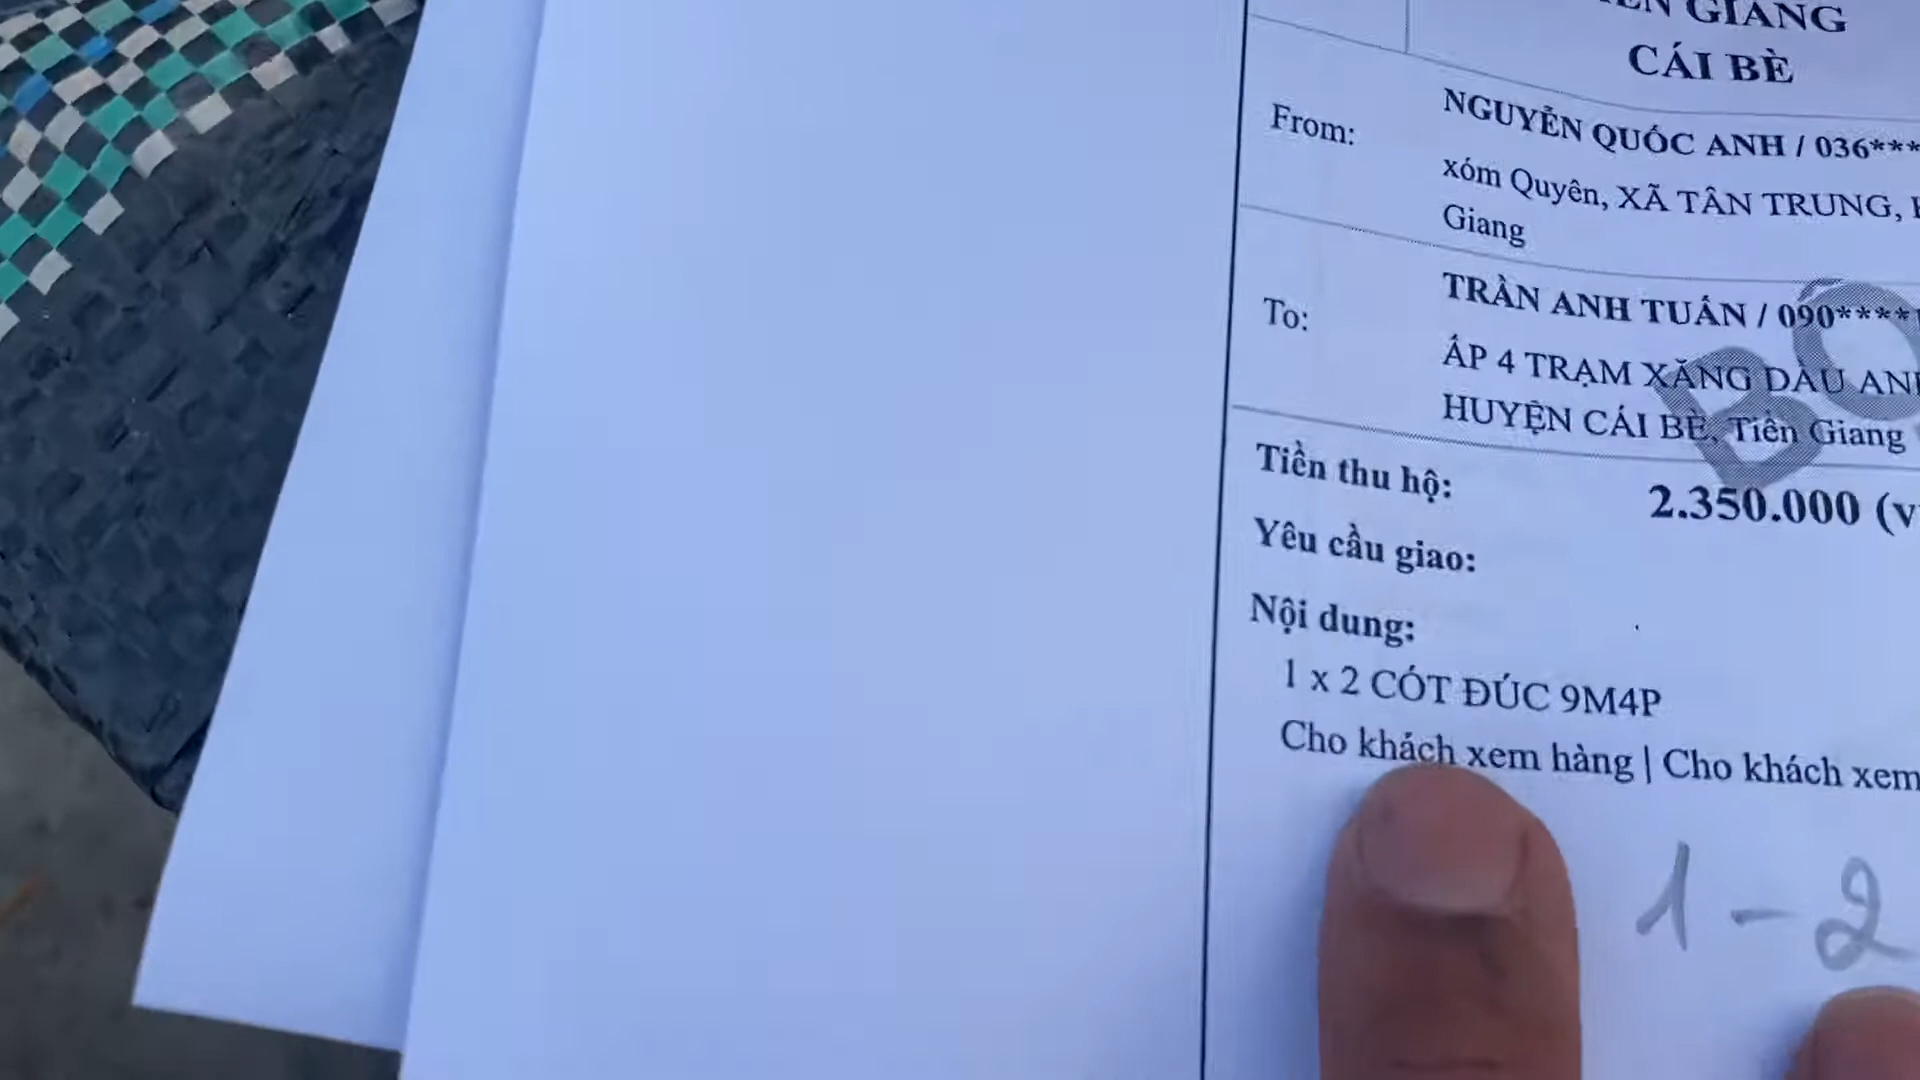 GIANG
CÁI BÈ
From:
NGUYỄN QUỐC ANH / 036***
xóm Quyên, XÃ TÂN TRUNG,
Giang
To:
TRẦN ANH TUẤN / 090****
ẤP 4 TRẠM XĂNG DẦU
HUYỆN CÁI BÈ, Tiền Giang
Tiền thu hộ:
2.350.000
Yêu cầu giao:
Nội dung:
1 x 2 CÓT ĐÚC 9M4P
Cho khách xem hàng | Cho khách xem
1 - 2